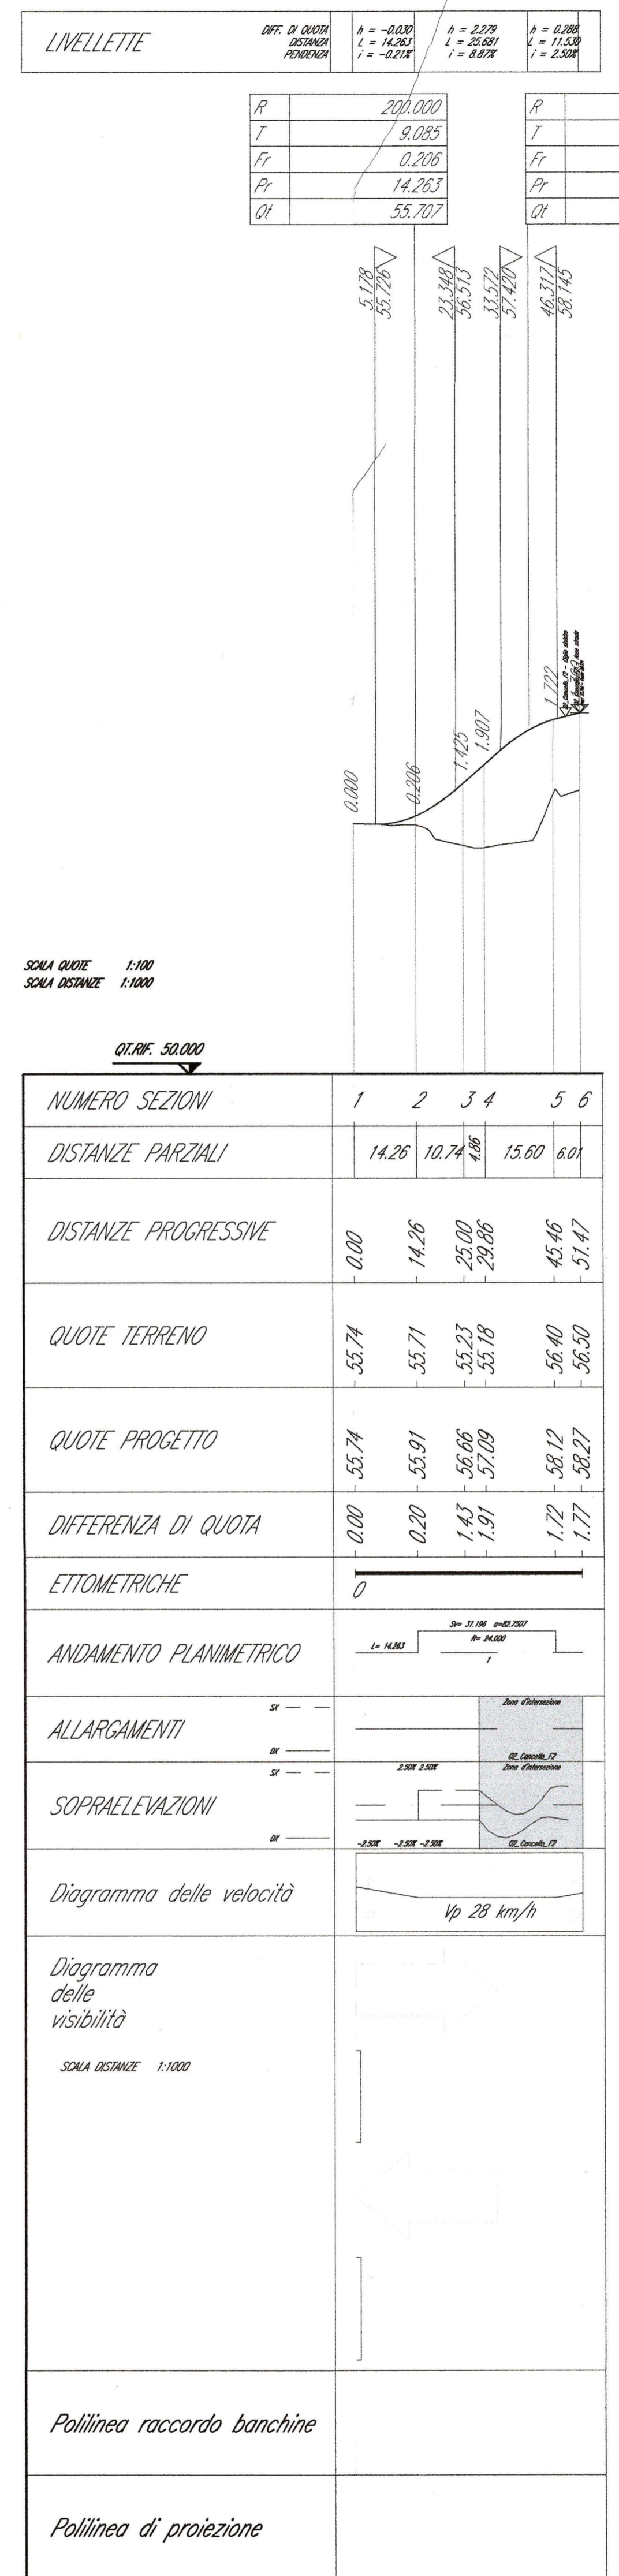 LIVELLETTE
DIFF. DI QUOTA h = -0.030 h = 2.279 h = 0.288
DISTANZA L = 14.263 L = 25.681 L = 11.530
PENDENZA i = -0.21% i = 8.87% i = 2.50%
R 200.000 R
T 9.085 T
Fr 0.206 Fr
Pr 14.263 Pr
Qt 55.707 Qt
5.178 23.348 33.572 46.317
55.726 56.513 57.420 58.145
0.000 0.206 1.425 1.907 1.722
SCALA QUOTE 1:100
SCALA DISTANZE 1:1000
QT.RIF. 50.000
NUMERO SEZIONI 1 2 3 4 5 6
DISTANZE PARZIALI 14.26 10.74 4.86 15.60 6.01
DISTANZE PROGRESSIVE 0.00 14.26 25.00 29.86 45.46 51.47
QUOTE TERRENO 55.74 55.71 55.23 55.18 56.40 56.50
QUOTE PROGETTO 55.74 55.91 56.66 57.09 58.12 58.27
DIFFERENZA DI QUOTA 0.00 0.20 1.43 1.91 1.72 1.77
ETTOMETRICHE 0
ANDAMENTO PLANIMETRICO
L= 14.263
Sv= 31.196 a=82.7507
R= 24.000
1
ALLARGAMENTI
SX
DX
Zona d'intersezione
02_Cancello_F2
SOPRAELEVAZIONI
SX
DX
2.50% 2.50%
Zona d'intersezione
-2.50% -2.50% -2.50%
02_Cancello_F2
Diagramma delle velocità
Vp 28 km/h
Diagramma
delle
visibilità
SCALA DISTANZE 1:1000
Polilinea raccordo banchine
Polilinea di proiezione